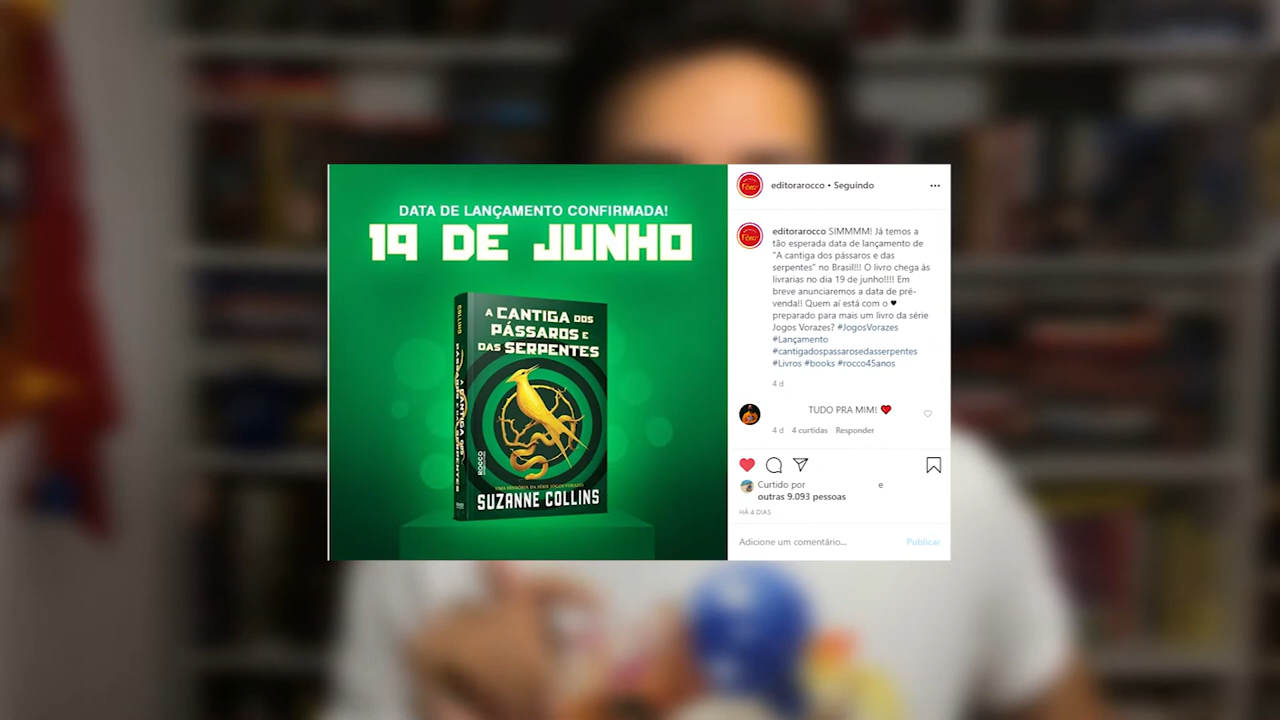 DATA DE LANÇAMENTO CONFIRMADA!
19 DE JUNHO
A CANTIGA DOS
PÁSSAROS E
DAS SERPENTES
COLLINS
ROCCO
UMA HISTÓRIA DA SÉRIE JOGOS VORAZES
SUZANNE COLLINS
editorarocco • Seguindo
editorarocco SIMMMM! Já temos a
tão esperada data de lançamento de
"A cantiga dos pássaros e das
serpentes" no Brasil!!! O livro chega às
livrarias no dia 19 de junho!!!! Em
breve anunciaremos a data de pré-
venda!! Quem aí está com o ♥
preparado para mais um livro da série
Jogos Vorazes? #JogosVorazes
#Lançamento
#cantigadospassarosedasserpentes
#Livros #books #rocco45anos
4 d
TUDO PRA MIM! ❤
4 d 4 curtidas Responder
Curtido por e
outras 9.093 pessoas
HÁ 4 DIAS
Adicione um comentário... Publicar